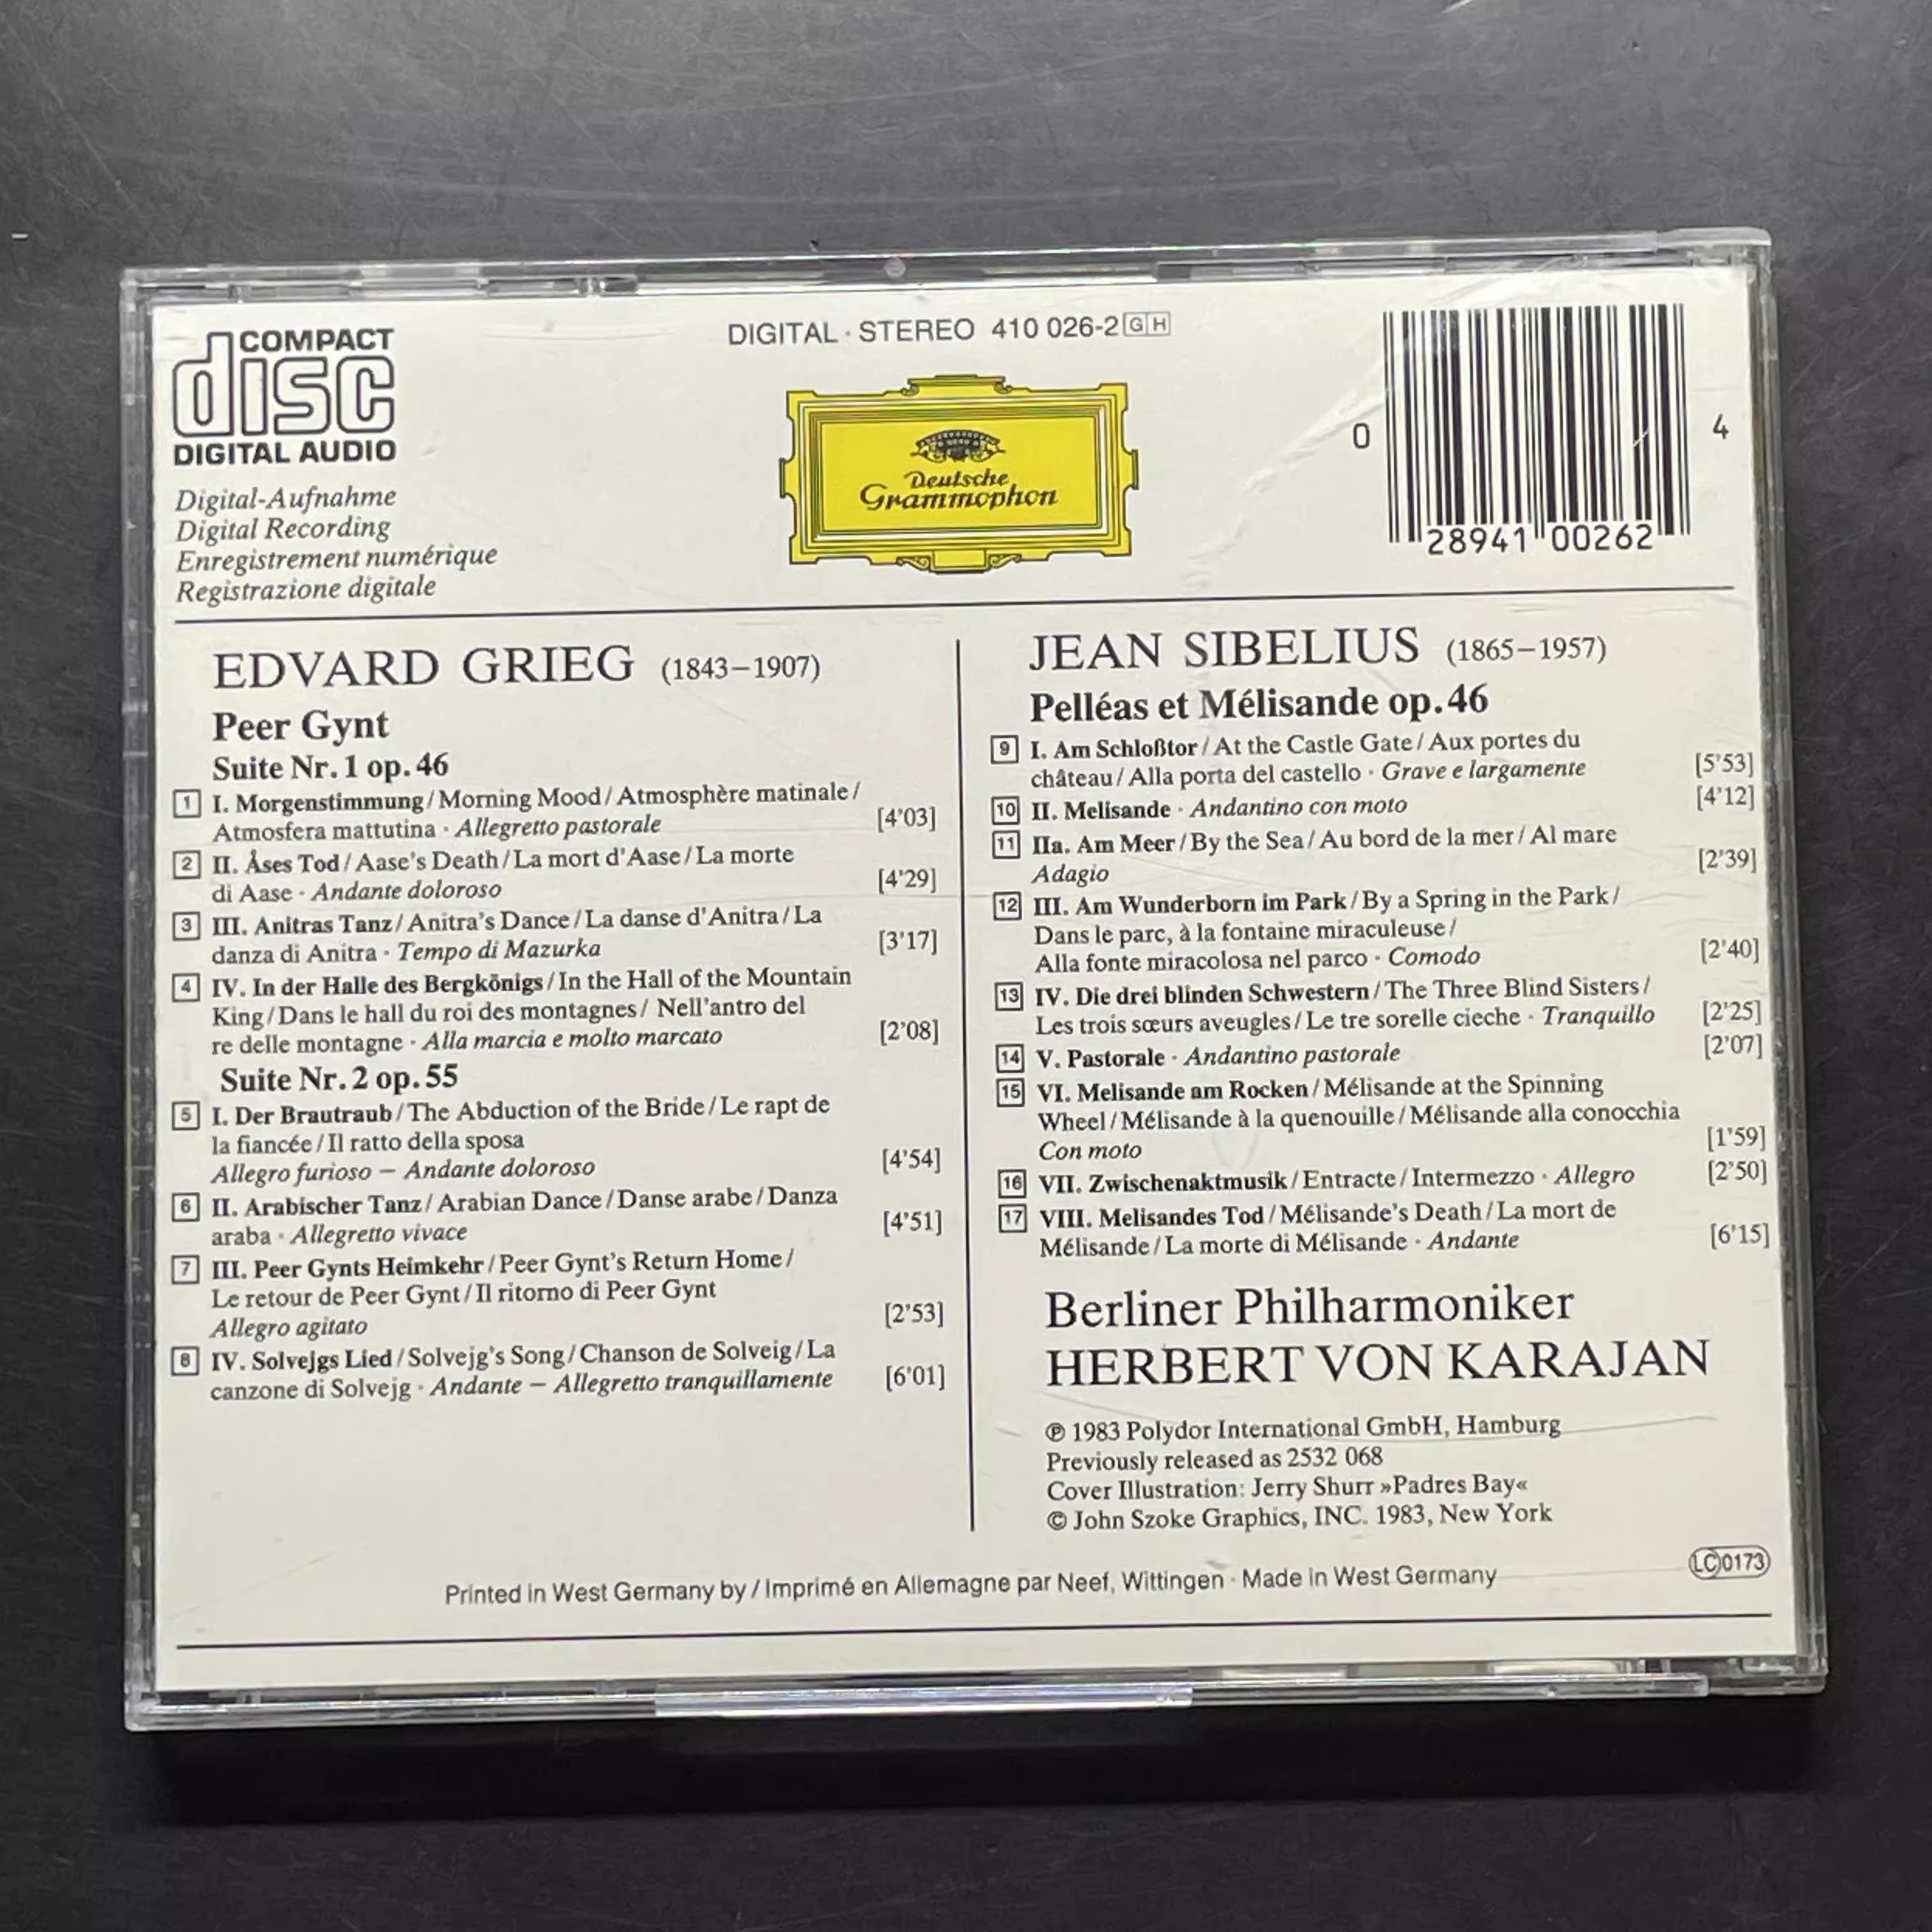 COMPACT
disc
DIGITAL AUDIO
Digital-Aufnahme
Digital Recording
Enregistrement numérique
Registrazione digitale
DIGITAL · STEREO 410 026-2 GH
Deutsche
Grammophon
0 28941 00262 4
EDVARD GRIEG (1843–1907)
Peer Gynt
Suite Nr. 1 op. 46
1 I. Morgenstimmung / Morning Mood / Atmosphère matinale /
Atmosfera mattutina · Allegretto pastorale [4'03]
2 II. Åses Tod / Aase's Death / La mort d'Aase / La morte
di Aase · Andante doloroso [4'29]
3 III. Anitras Tanz / Anitra's Dance / La danse d'Anitra / La
danza di Anitra · Tempo di Mazurka [3'17]
4 IV. In der Halle des Bergkönigs / In the Hall of the Mountain
King / Dans le hall du roi des montagnes / Nell'antro del
re delle montagne · Alla marcia e molto marcato [2'08]
Suite Nr. 2 op. 55
5 I. Der Brautraub / The Abduction of the Bride / Le rapt de
la fiancée / Il ratto della sposa
Allegro furioso – Andante doloroso [4'54]
6 II. Arabischer Tanz / Arabian Dance / Danse arabe / Danza
araba · Allegretto vivace [4'51]
7 III. Peer Gynts Heimkehr / Peer Gynt's Return Home /
Le retour de Peer Gynt / Il ritorno di Peer Gynt
Allegro agitato [2'53]
8 IV. Solvejgs Lied / Solvejg's Song / Chanson de Solveig / La
canzone di Solvejg · Andante – Allegretto tranquillamente [6'01]
JEAN SIBELIUS (1865–1957)
Pelléas et Mélisande op. 46
9 I. Am Schloßtor / At the Castle Gate / Aux portes du
château / Alla porta del castello · Grave e largamente [5'53]
10 II. Melisande · Andantino con moto [4'12]
11 IIa. Am Meer / By the Sea / Au bord de la mer / Al mare
Adagio [2'39]
12 III. Am Wunderborn im Park / By a Spring in the Park /
Dans le parc, à la fontaine miraculeuse /
Alla fonte miracolosa nel parco · Comodo [2'40]
13 IV. Die drei blinden Schwestern / The Three Blind Sisters /
Les trois sœurs aveugles / Le tre sorelle cieche · Tranquillo [2'25]
14 V. Pastorale · Andantino pastorale [2'07]
15 VI. Melisande am Rocken / Mélisande at the Spinning
Wheel / Mélisande à la quenouille / Mélisande alla conocchia
Con moto [1'59]
16 VII. Zwischenaktmusik / Entracte / Intermezzo · Allegro [2'50]
17 VIII. Melisandes Tod / Mélisande's Death / La mort de
Mélisande / La morte di Mélisande · Andante [6'15]
Berliner Philharmoniker
HERBERT VON KARAJAN
℗ 1983 Polydor International GmbH, Hamburg
Previously released as 2532 068
Cover Illustration: Jerry Shurr »Padres Bay«
© John Szoke Graphics, INC. 1983, New York
LC 0173
Printed in West Germany by / Imprimé en Allemagne par Neef, Wittingen · Made in West Germany